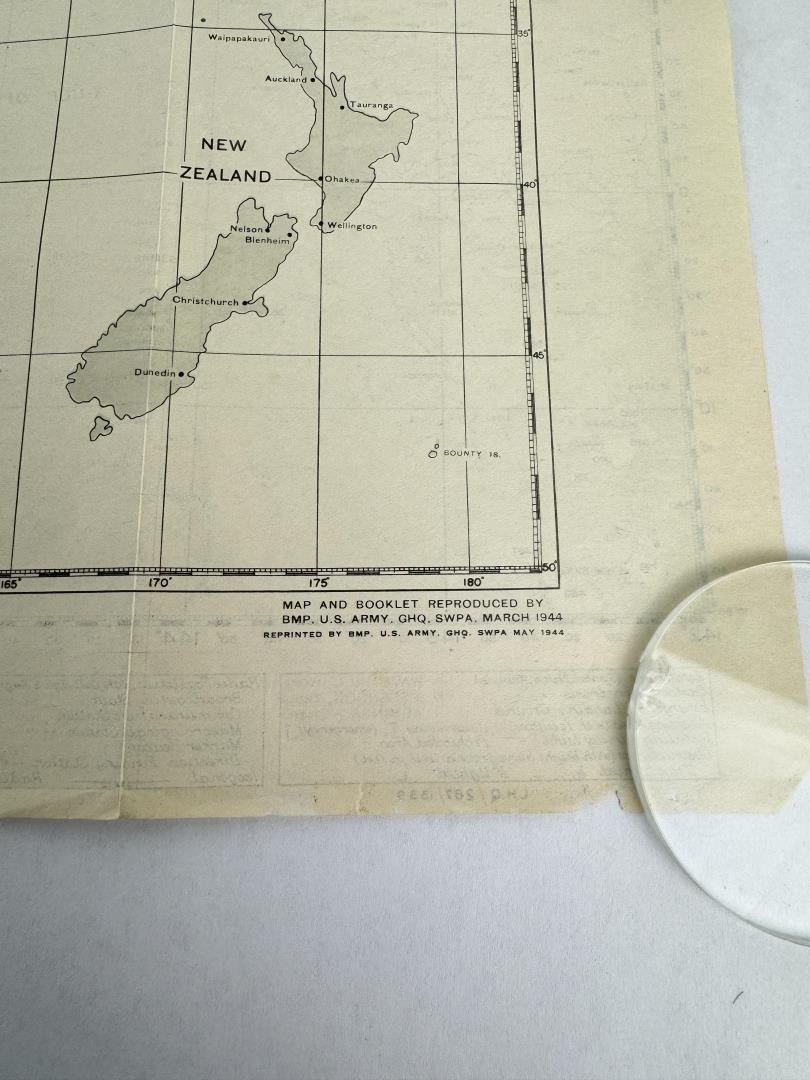 35°
Waipapakauri
Auckland
Tauranga
NEW
ZEALAND
Ohakea
40°
Nelson
Wellington
Blenheim
Christchurch
45°
Dunedin
BOUNTY IS.
50°
165°
170°
175°
180°
MAP AND BOOKLET REPRODUCED BY
BMP. U.S. ARMY. GHQ. SWPA. MARCH 1944
REPRINTED BY BMP. U.S. ARMY. GHQ. SWPA MAY 1944